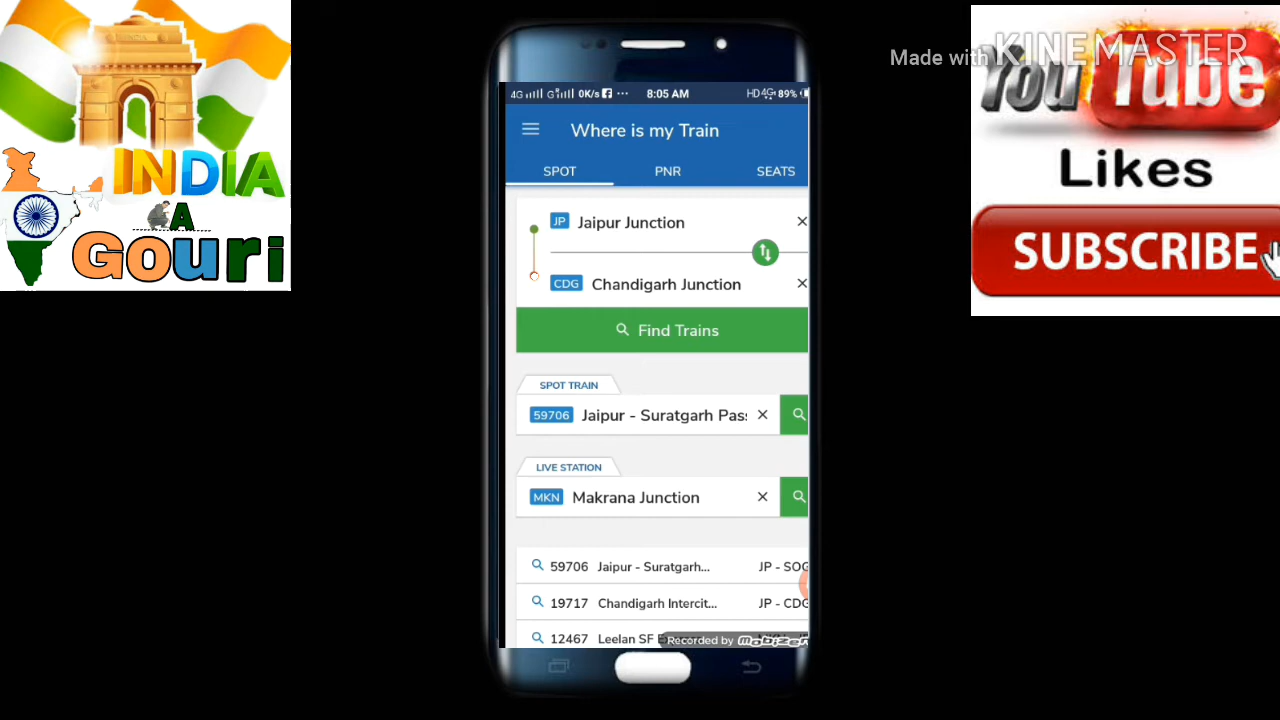 INDIA
A
Gouri
Made with KINEMASTER
YouTube
Likes
SUBSCRIBE
4G G 0K/s ··· 8:05 AM HD 4G 89%
Where is my Train
SPOT PNR SEATS
JP Jaipur Junction ×
CDG Chandigarh Junction ×
Find Trains
SPOT TRAIN
59706 Jaipur - Suratgarh Pas ×
LIVE STATION
MKN Makrana Junction ×
59706 Jaipur - Suratgarh... JP - SOG
19717 Chandigarh Intercit... JP - CDG
12467 Leelan SF
Recorded by MOBIZEN